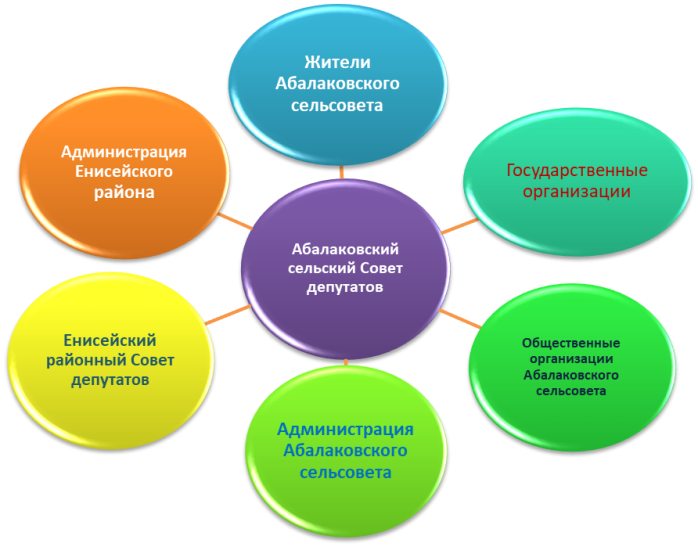 Жители
Абалаковского
сельсовета
Администрация
Енисейского
района
Государственные
организации
Абалаковский
сельский Совет
депутатов
Енисейский
районный Совет
депутатов
Общественные
организации
Абалаковского
сельсовета
Администрация
Абалаковского
сельсовета